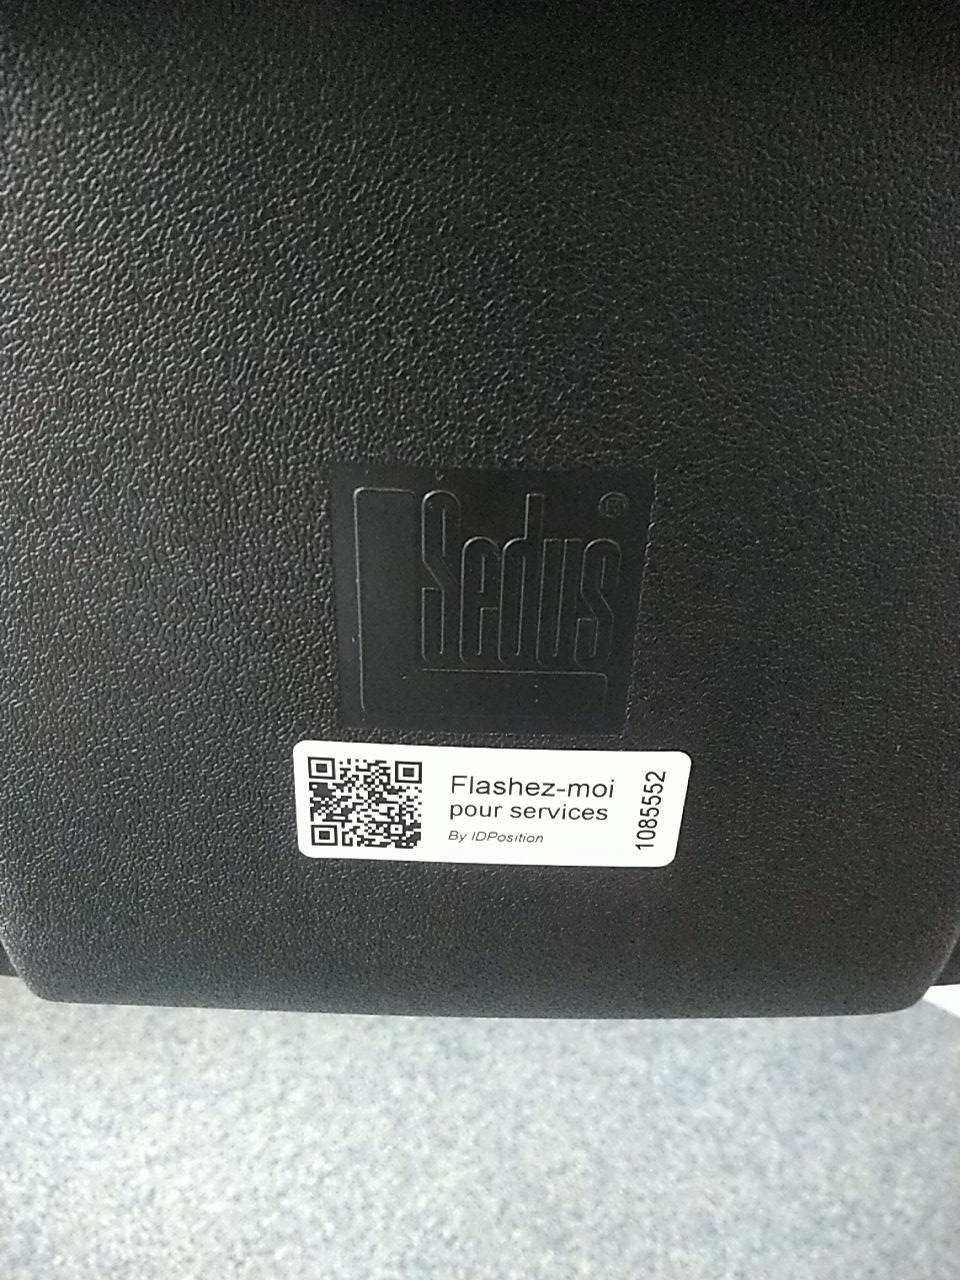 Sedus®
Flashez-moi
pour services
By IDPosition
1085552